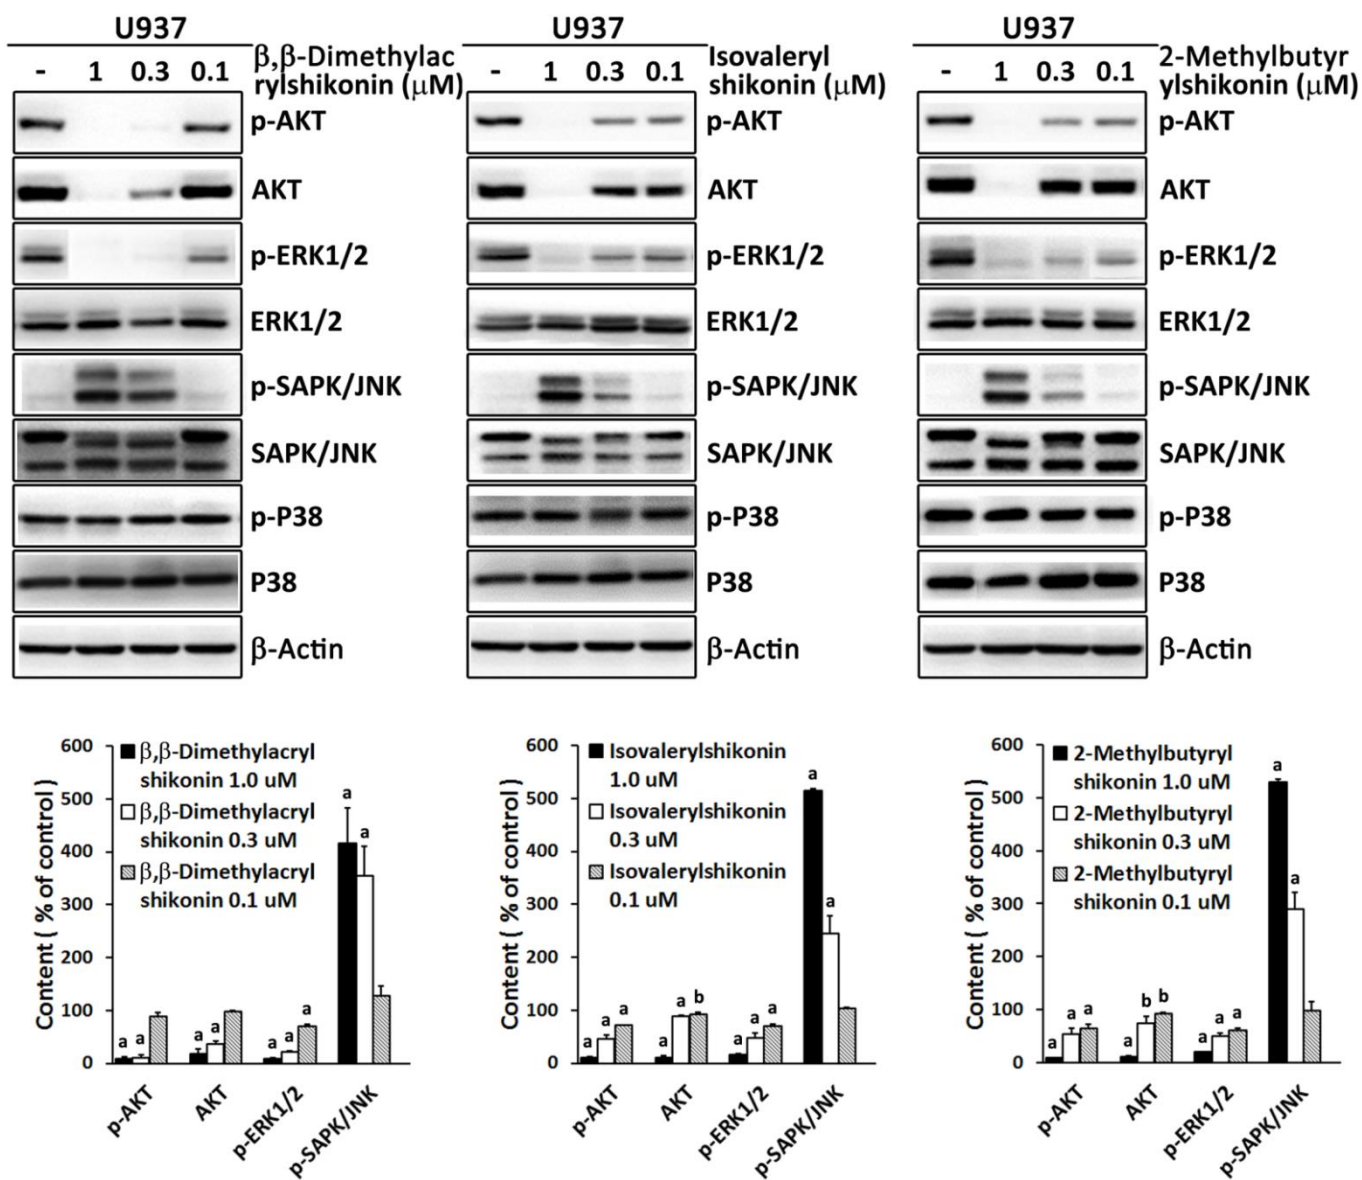 U937
β,β-Dimethylac
- 1 0.3 0.1 rylshikonin (μM)
p-AKT
AKT
p-ERK1/2
ERK1/2
p-SAPK/JNK
SAPK/JNK
p-P38
P38
β-Actin
U937
Isovaleryl
- 1 0.3 0.1 shikonin (μM)
p-AKT
AKT
p-ERK1/2
ERK1/2
p-SAPK/JNK
SAPK/JNK
p-P38
P38
β-Actin
U937
2-Methylbutyr
- 1 0.3 0.1 ylshikonin (μM)
p-AKT
AKT
p-ERK1/2
ERK1/2
p-SAPK/JNK
SAPK/JNK
p-P38
P38
β-Actin
Content ( % of control)
600
500
400
300
200
100
0
β,β-Dimethylacryl
shikonin 1.0 uM
β,β-Dimethylacryl
shikonin 0.3 uM
β,β-Dimethylacryl
shikonin 0.1 uM
a a
a a
a a a
a a
p-AKT
AKT
p-ERK1/2
p-SAPK/JNK
Content ( % of control)
600
500
400
300
200
100
0
Isovalerylshikonin
1.0 uM
Isovalerylshikonin
0.3 uM
Isovalerylshikonin
0.1 uM
a a a
a a b
a a a
a a
p-AKT
AKT
p-ERK1/2
p-SAPK/JNK
Content ( % of control)
600
500
400
300
200
100
0
2-Methylbutyryl
shikonin 1.0 uM
2-Methylbutyryl
shikonin 0.3 uM
2-Methylbutyryl
shikonin 0.1 uM
a a a
a b b
a a a
a a
p-AKT
AKT
p-ERK1/2
p-SAPK/JNK